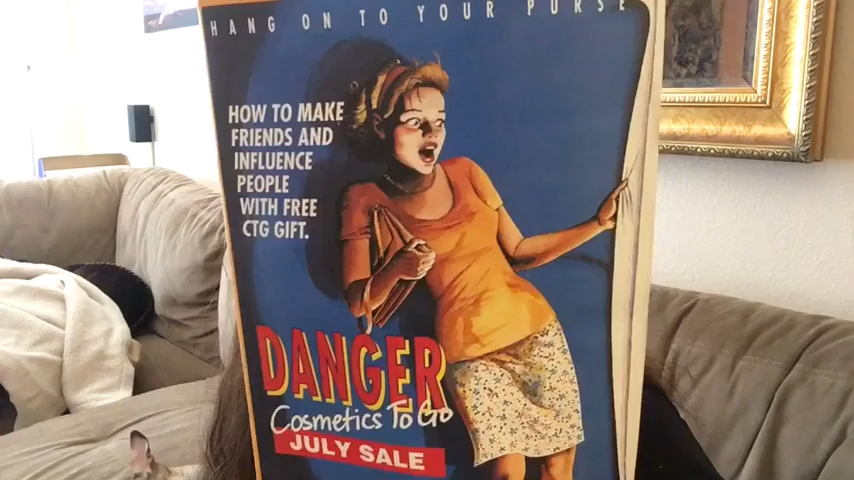 HANG ON TO YOUR PURSE
HOW TO MAKE
FRIENDS AND
INFLUENCE
PEOPLE
WITH FREE
CTG GIFT.
DANGER
Cosmetics To Go
JULY SALE